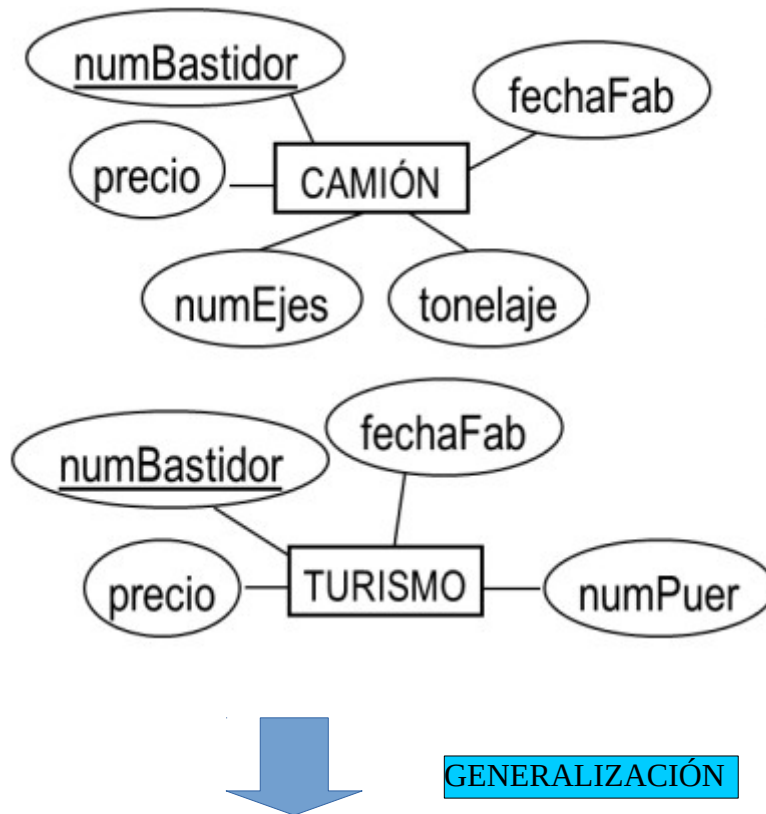 numBastidor
fechaFab
precio
CAMIÓN
numEjes
tonelaje
fechaFab
numBastidor
precio
TURISMO
numPuer
GENERALIZACIÓN